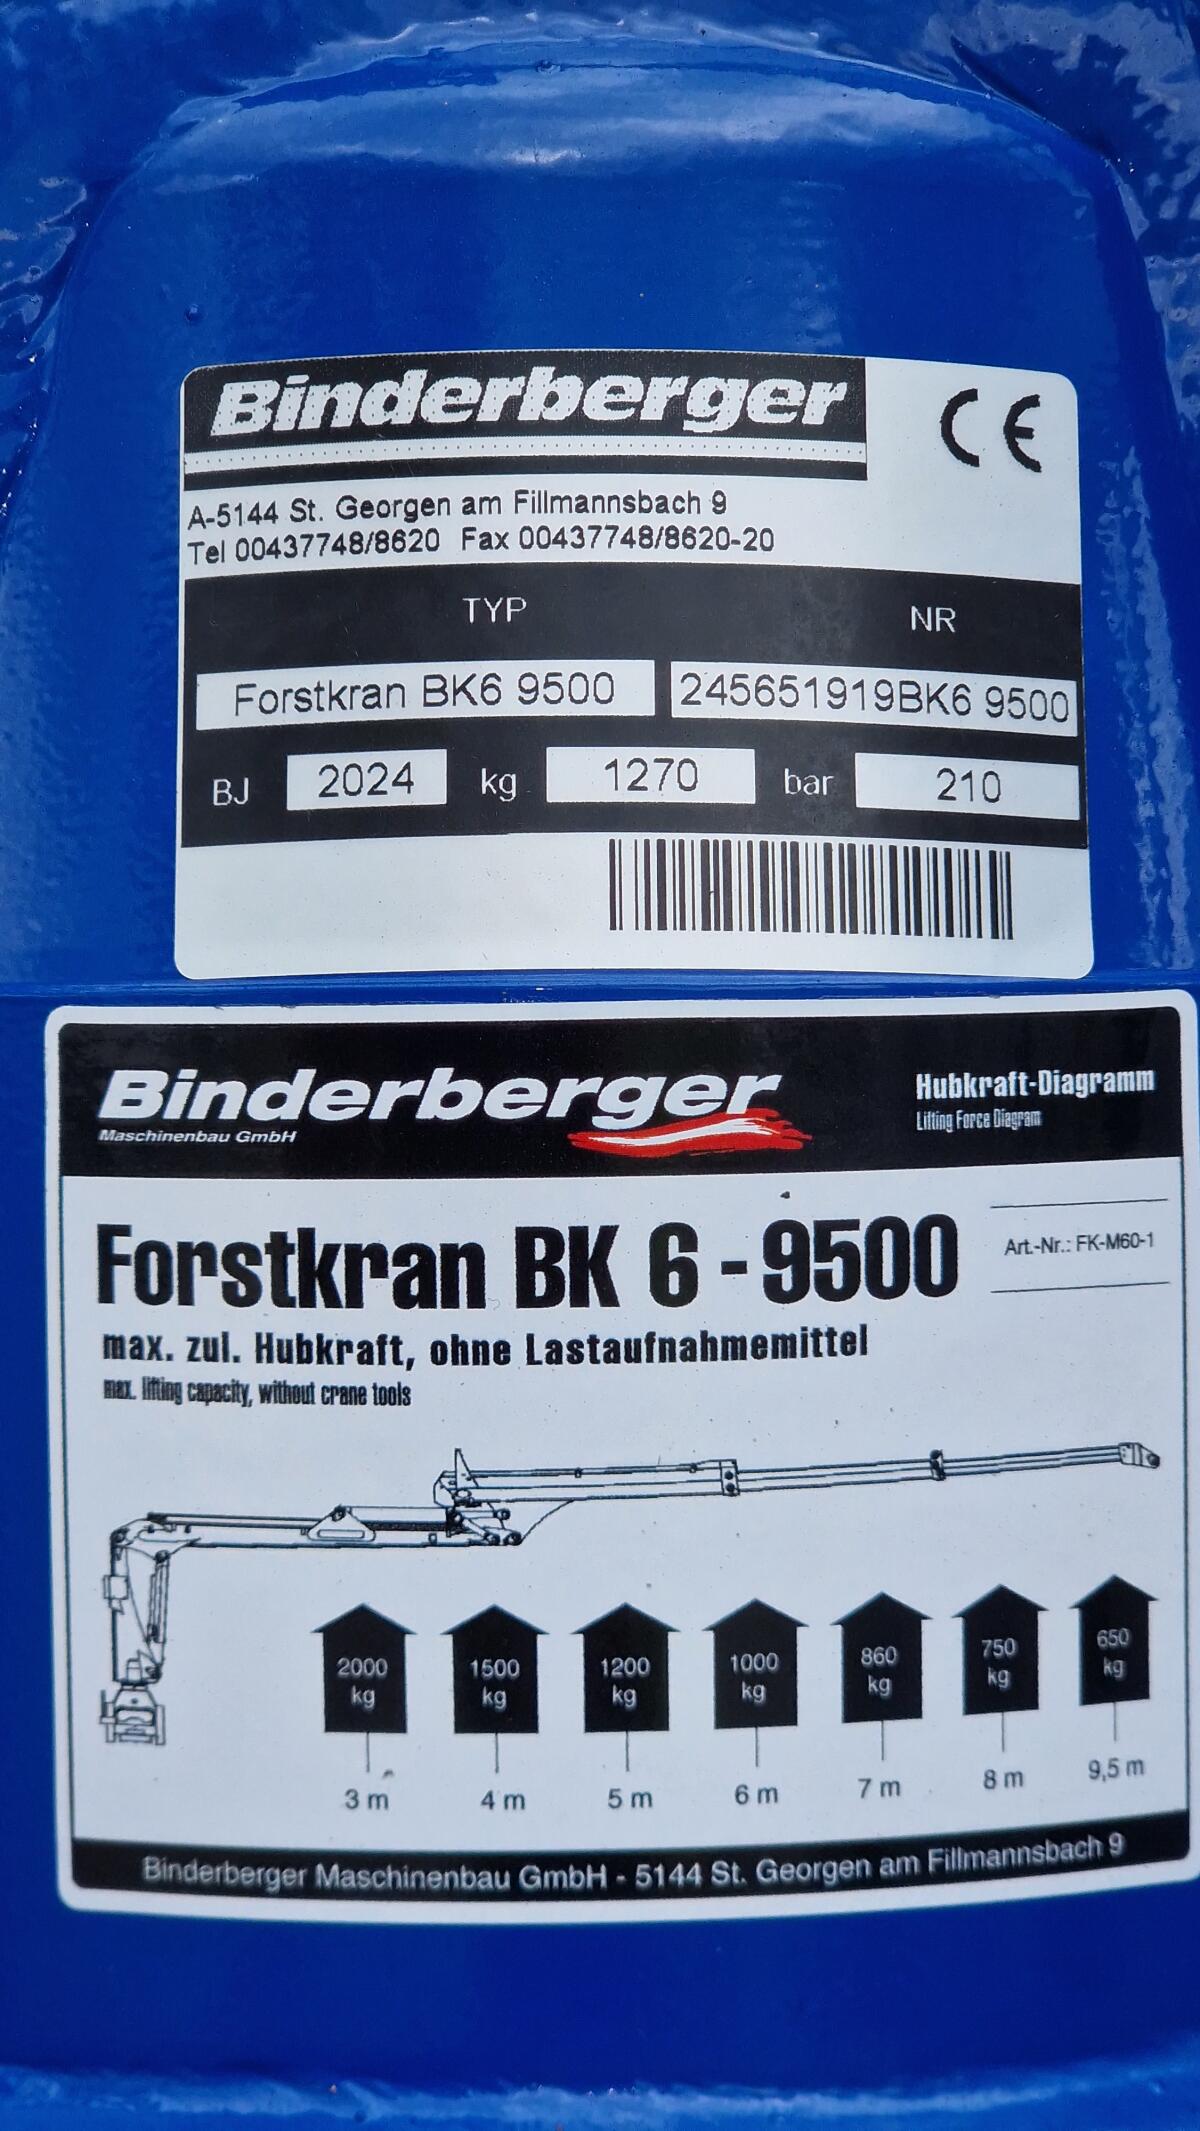 Binderberger
CE
A-5144 St. Georgen am Fillmannsbach 9
Tel 00437748/8620 Fax 00437748/8620-20
TYP NR
Forstkran BK6 9500 245651919BK6 9500
BJ 2024 kg 1270 bar 210
Binderberger
Maschinenbau GmbH
Hubkraft-Diagramm
Lifting Force Diagram
Forstkran BK 6 - 9500
Art.-Nr.: FK-M60-1
max. zul. Hubkraft, ohne Lastaufnahmemittel
max. lifting capacity, without crane tools
2000 kg 1500 kg 1200 kg 1000 kg 860 kg 750 kg 650 kg
3 m 4 m 5 m 6 m 7 m 8 m 9,5 m
Binderberger Maschinenbau GmbH - 5144 St. Georgen am Fillmannsbach 9